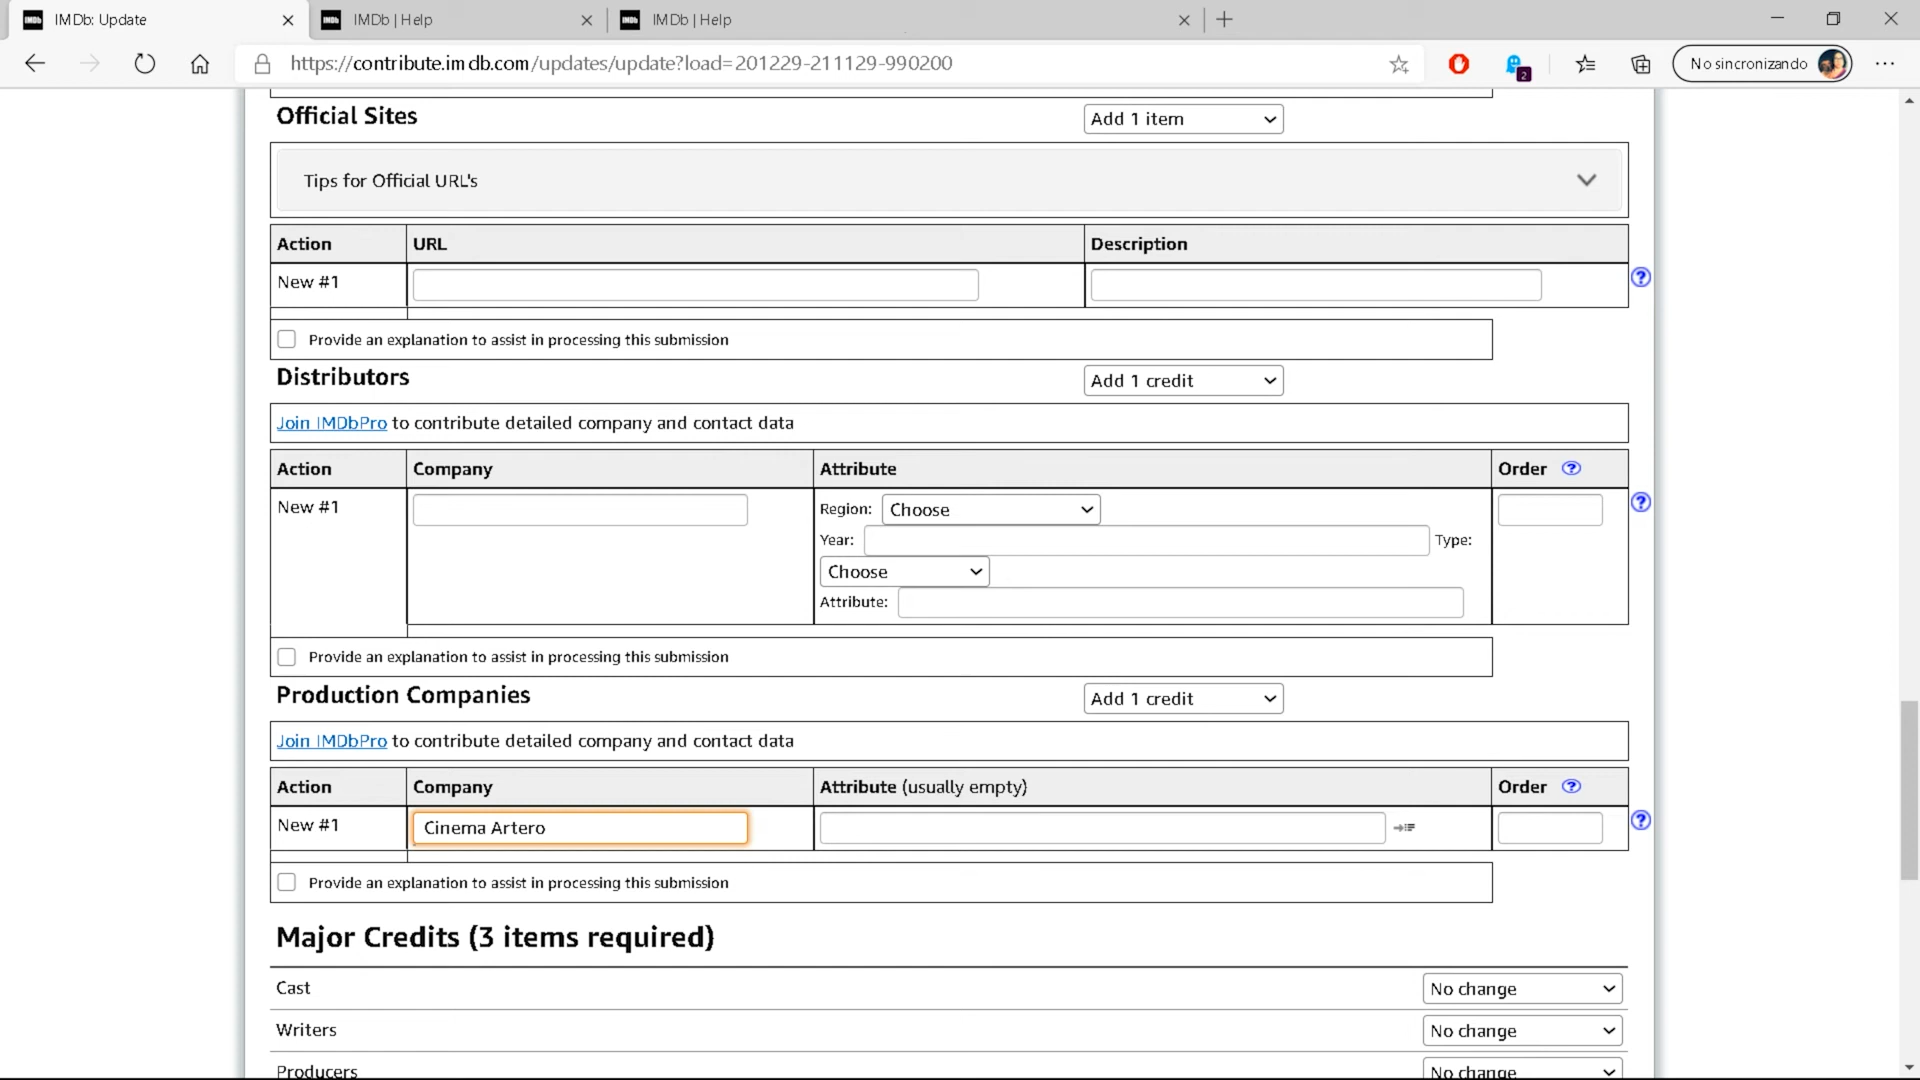 IMDb: Update
IMDb | Help
IMDb | Help
https://contribute.imdb.com/updates/update?load=201229-211129-990200
2
No sincronizando
Official Sites
Add 1 item
Tips for Official URL's
Action URL Description
New #1
Provide an explanation to assist in processing this submission
Distributors
Add 1 credit
Join IMDbPro to contribute detailed company and contact data
Action Company Attribute Order ?
New #1
Region: Choose
Year: Type:
Choose
Attribute:
Provide an explanation to assist in processing this submission
Production Companies
Add 1 credit
Join IMDbPro to contribute detailed company and contact data
Action Company Attribute (usually empty) Order ?
New #1 Cinema Artero
Provide an explanation to assist in processing this submission
Major Credits (3 items required)
Cast No change
Writers No change
Producers No change